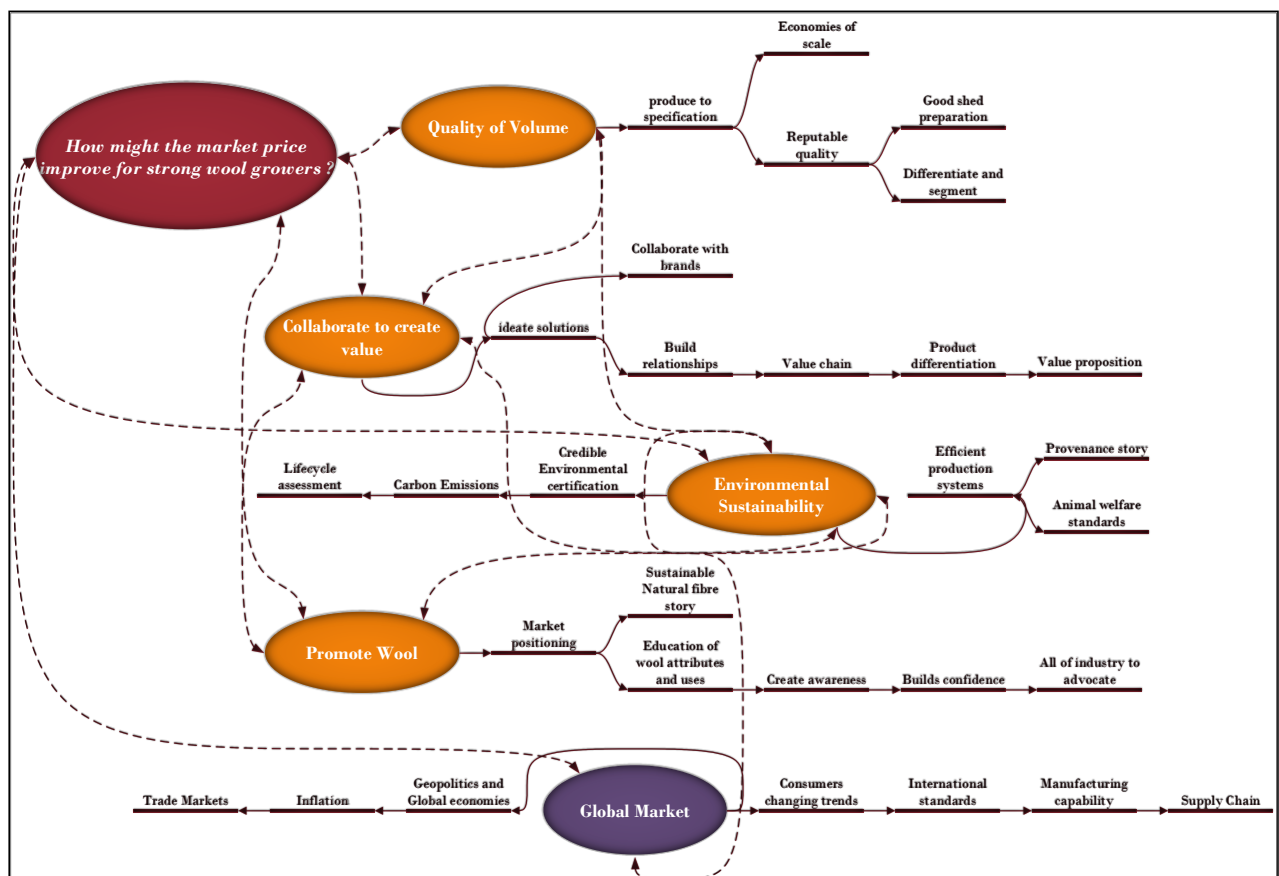 How might the market price
improve for strong wool growers ?
Quality of Volume
produce to
specification
Economies of
scale
Reputable
quality
Good shed
preparation
Differentiate and
segment
Collaborate to create
value
ideate solutions
Collaborate with
brands
Build
relationships
Value chain
Product
differentiation
Value proposition
Environmental
Sustainability
Credible
Environmental
certification
Carbon Emissions
Lifecycle
assessment
Efficient
production
systems
Provenance story
Animal welfare
standards
Promote Wool
Market
positioning
Sustainable
Natural fibre
story
Education of
wool attributes
and uses
Create awareness
Builds confidence
All of industry to
advocate
Global Market
Geopolitics and
Global economies
Inflation
Trade Markets
Consumers
changing trends
International
standards
Manufacturing
capability
Supply Chain